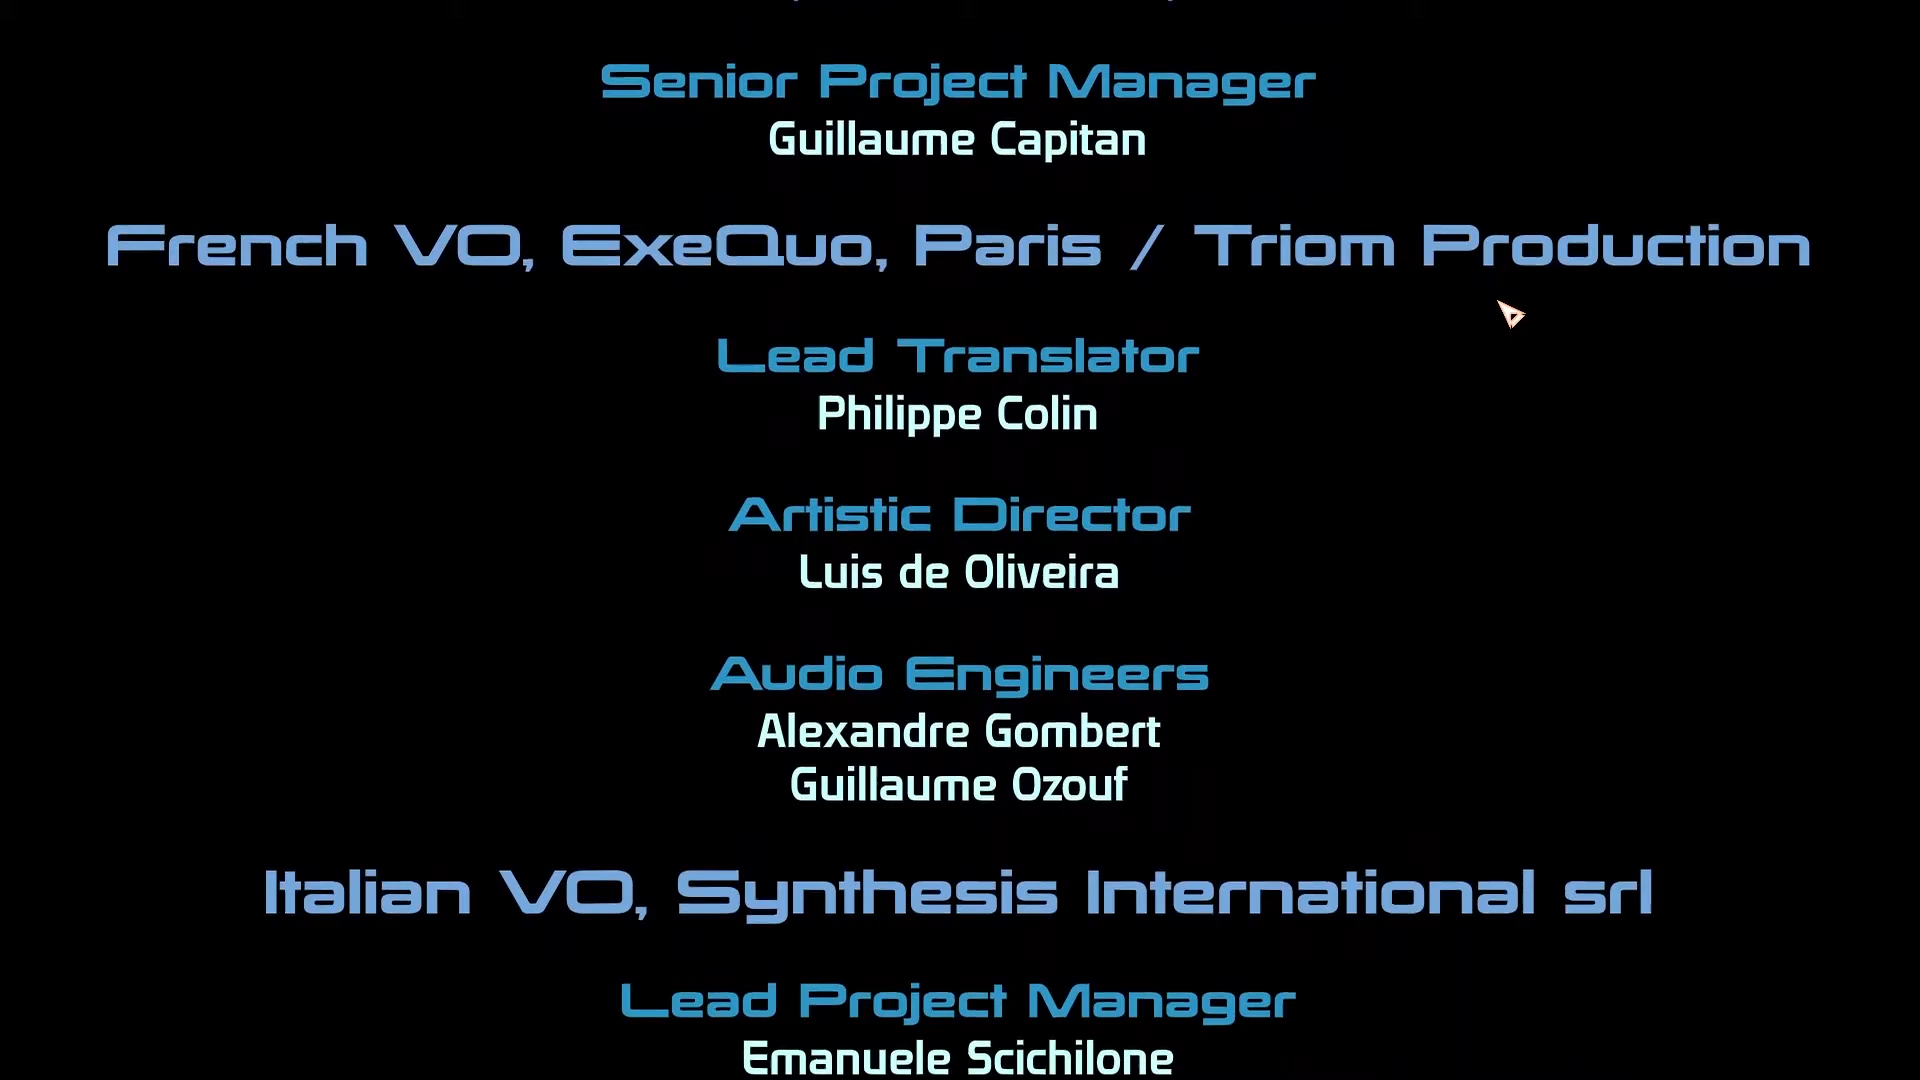 Senior Project Manager
Guillaume Capitan
French VO, ExeQuo, Paris / Triom Production
Lead Translator
Philippe Colin
Artistic Director
Luis de Oliveira
Audio Engineers
Alexandre Gombert
Guillaume Ozouf
Italian VO, Synthesis International srl
Lead Project Manager
Emanuele Scichilone